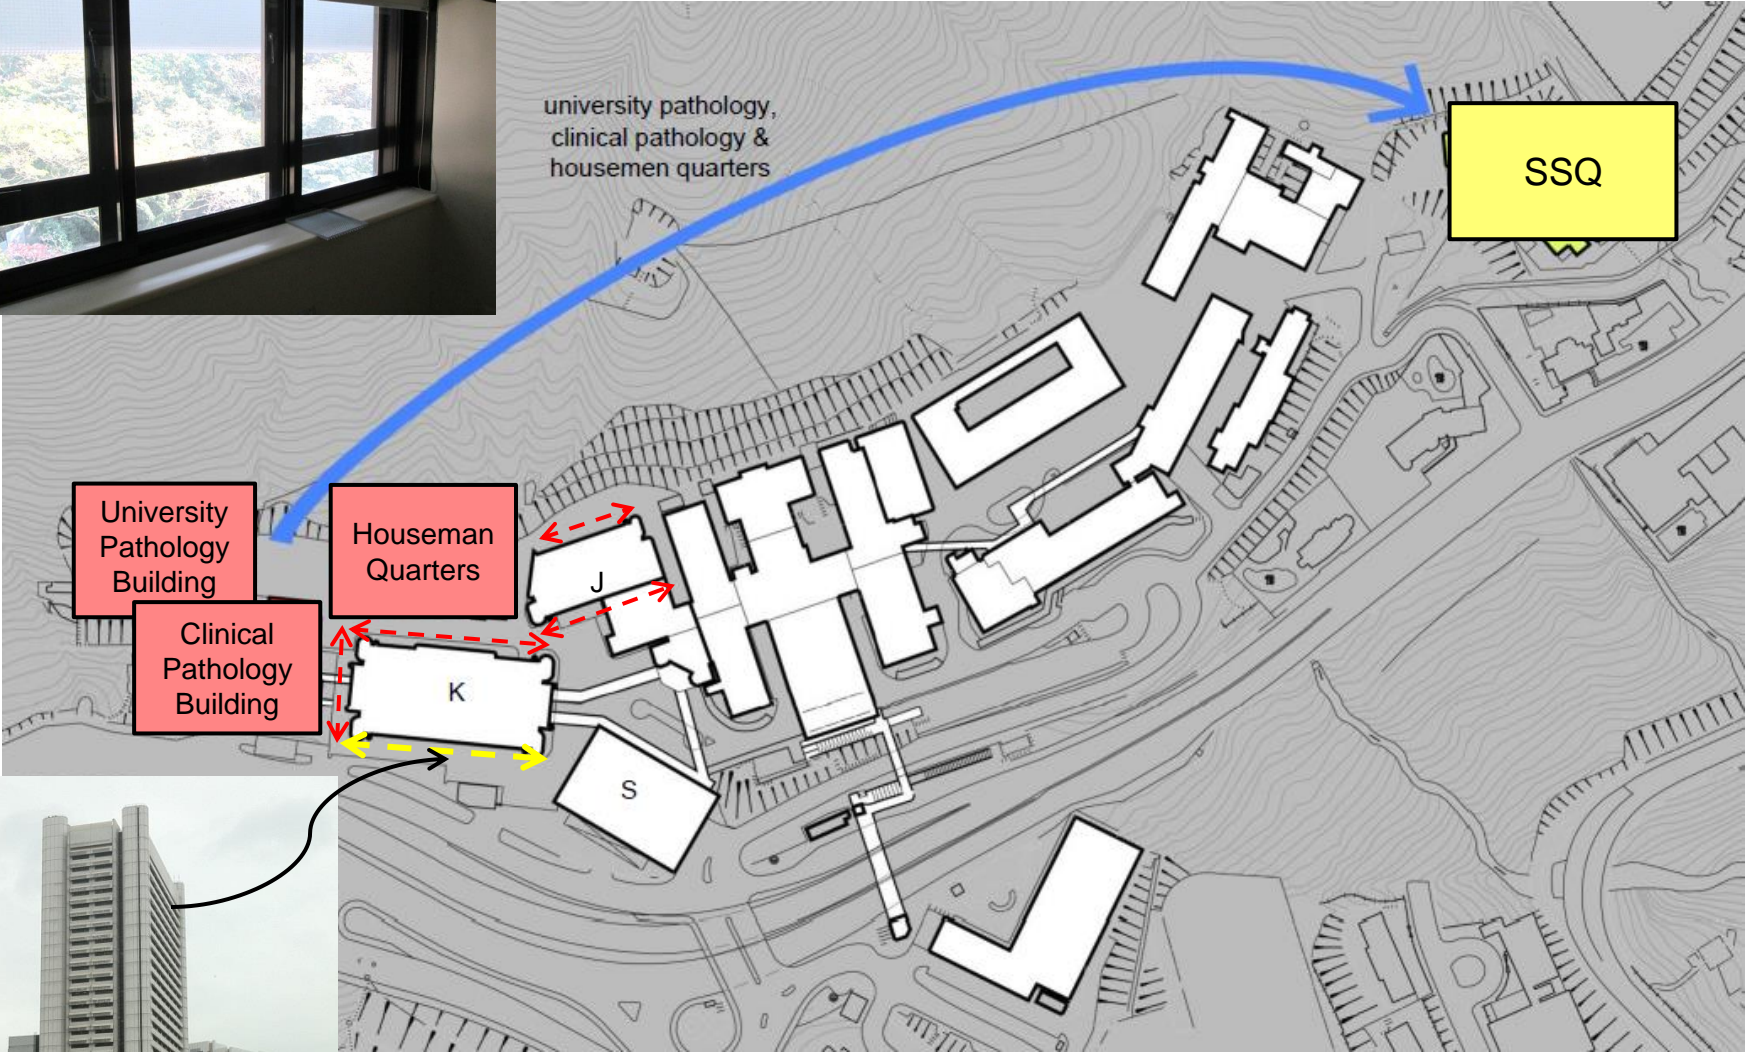 university pathology,
clinical pathology &
housemen quarters
SSQ
University
Pathology
Building
Houseman
Quarters
J
Clinical
Pathology
Building
K
S